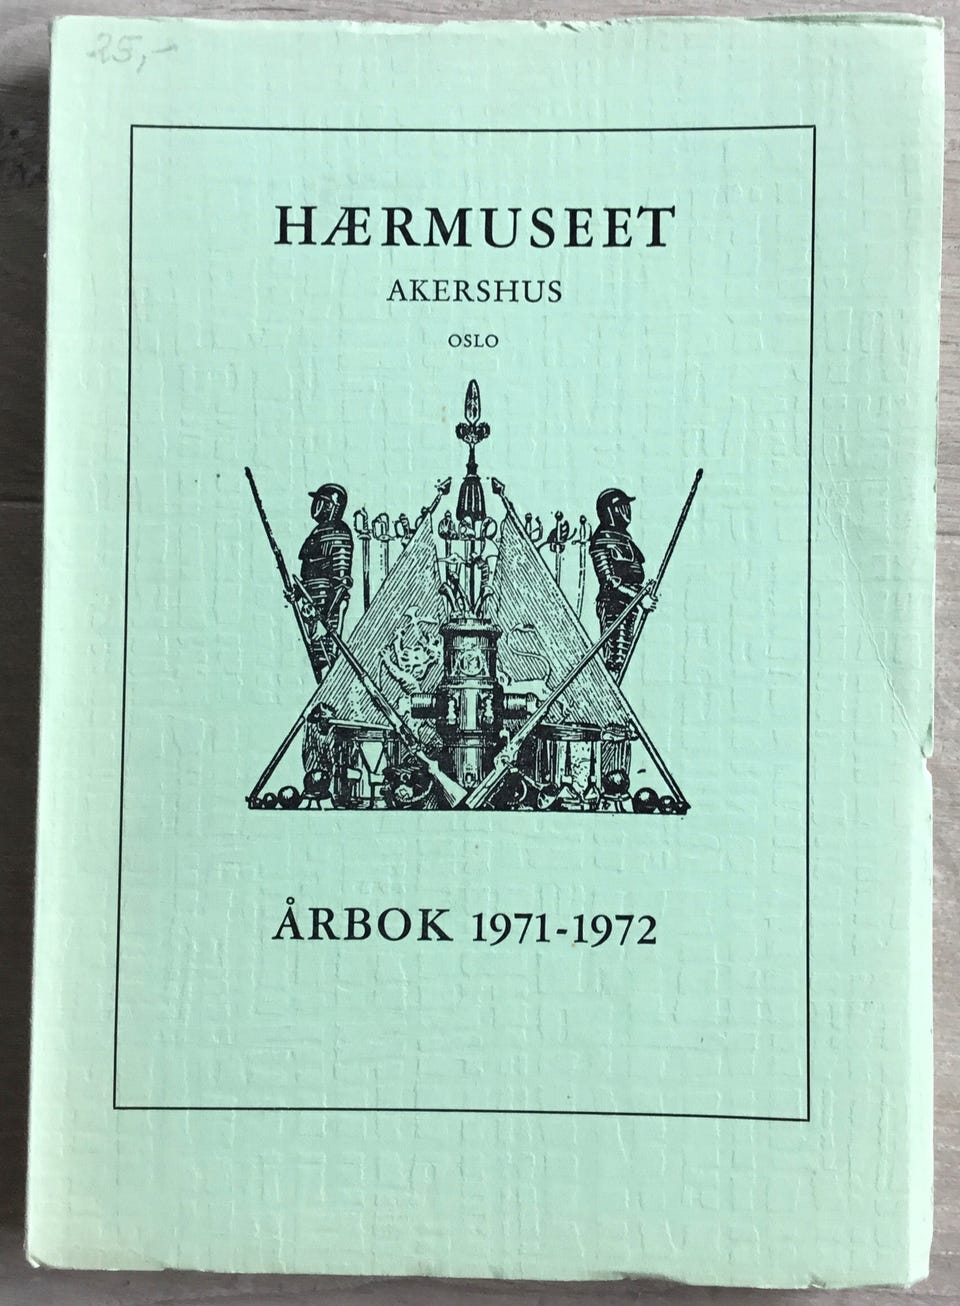 25,-
HÆRMUSEET
AKERSHUS
OSLO
ÅRBOK 1971-1972